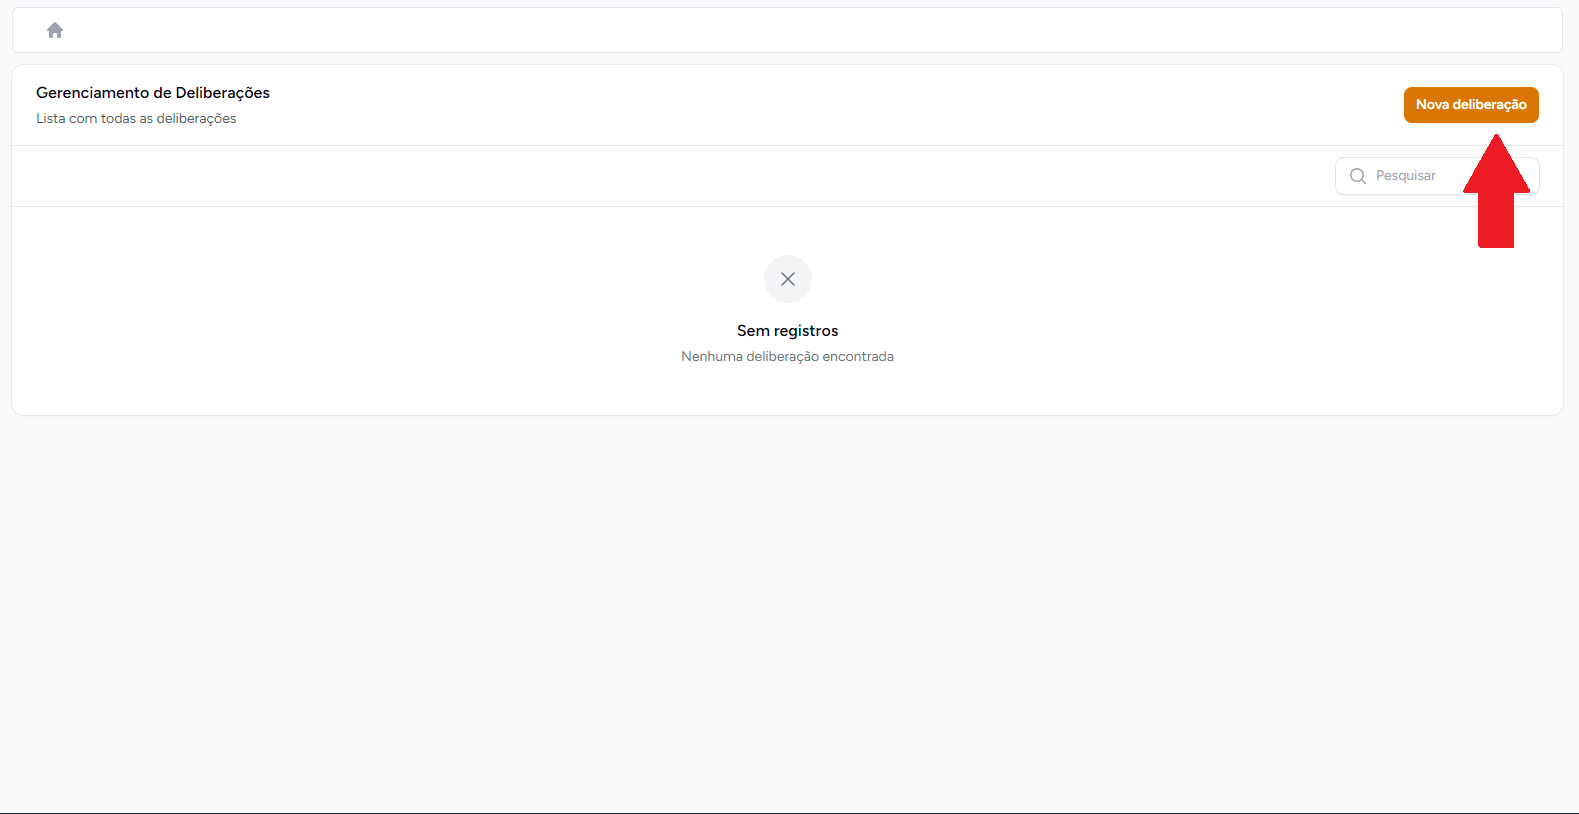 Gerenciamento de Deliberações
Lista com todas as deliberações
Nova deliberação
Pesquisar
Sem registros
Nenhuma deliberação encontrada